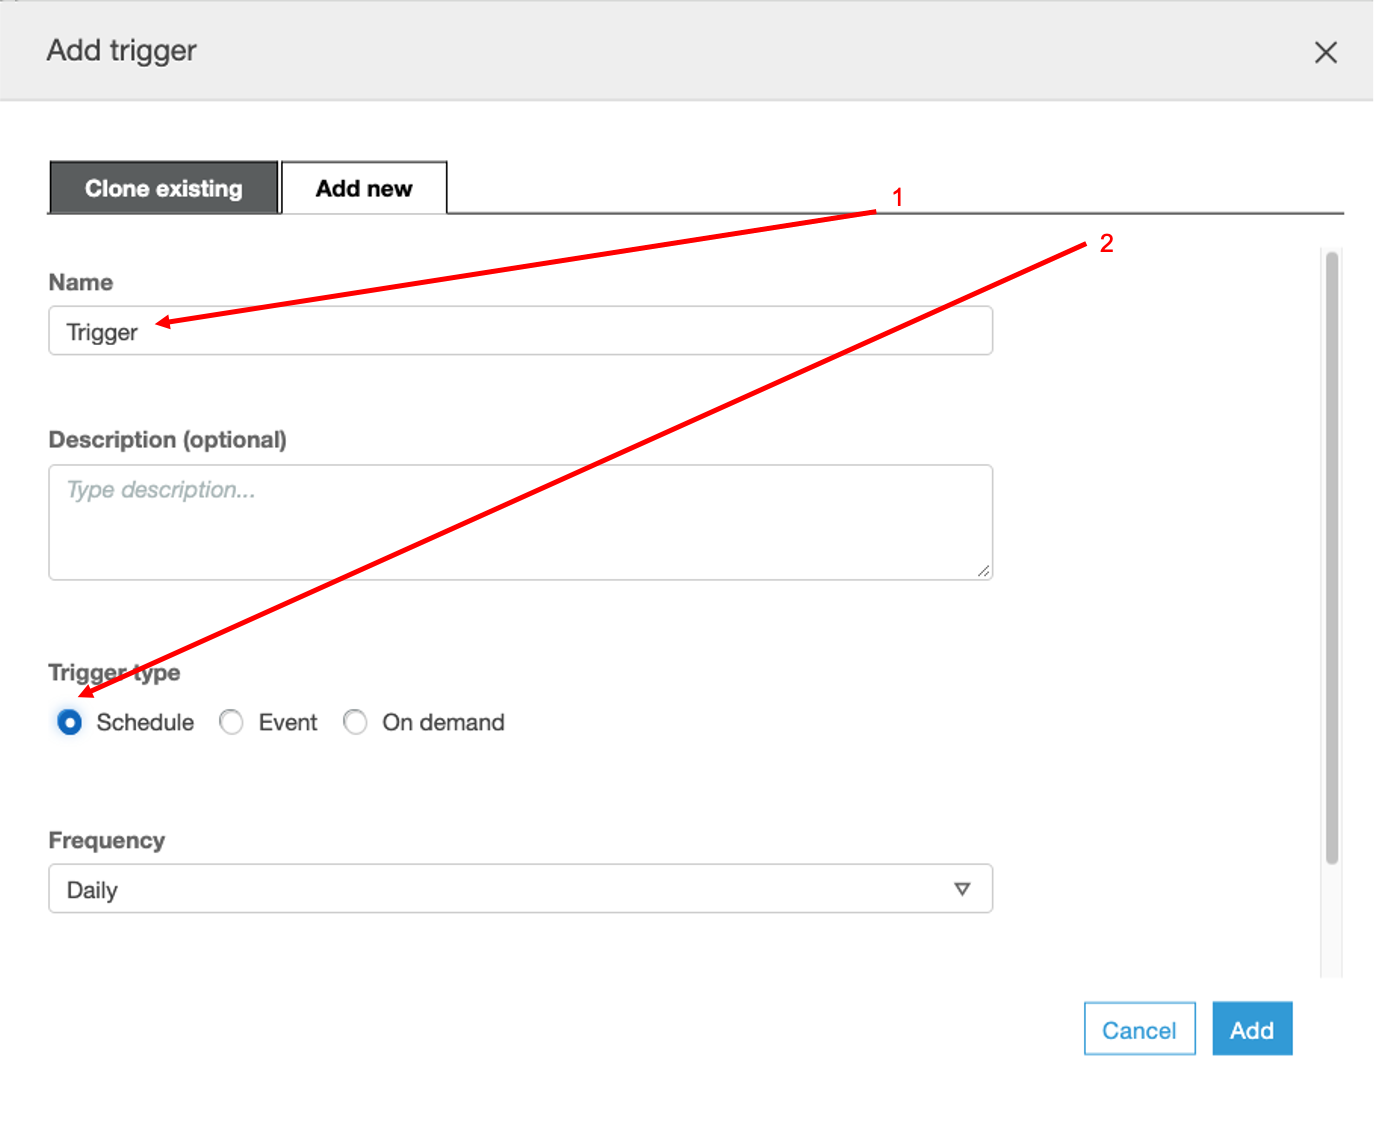 Add trigger
Clone existing Add new
1
2
Name
Trigger
Description (optional)
Type description...
Trigger type
Schedule Event On demand
Frequency
Daily
Cancel Add